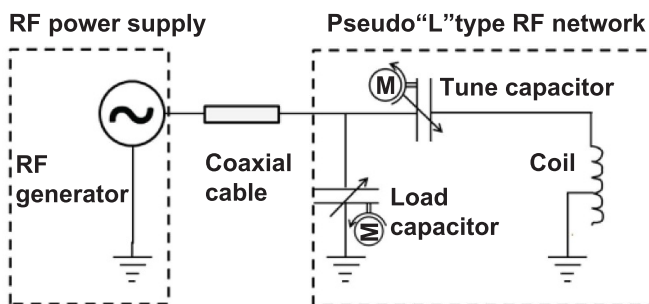 RF power supply
Pseudo“L”type RF network
M
Tune capacitor
RF
generator
Coaxial
cable
Coil
Load
capacitor
M